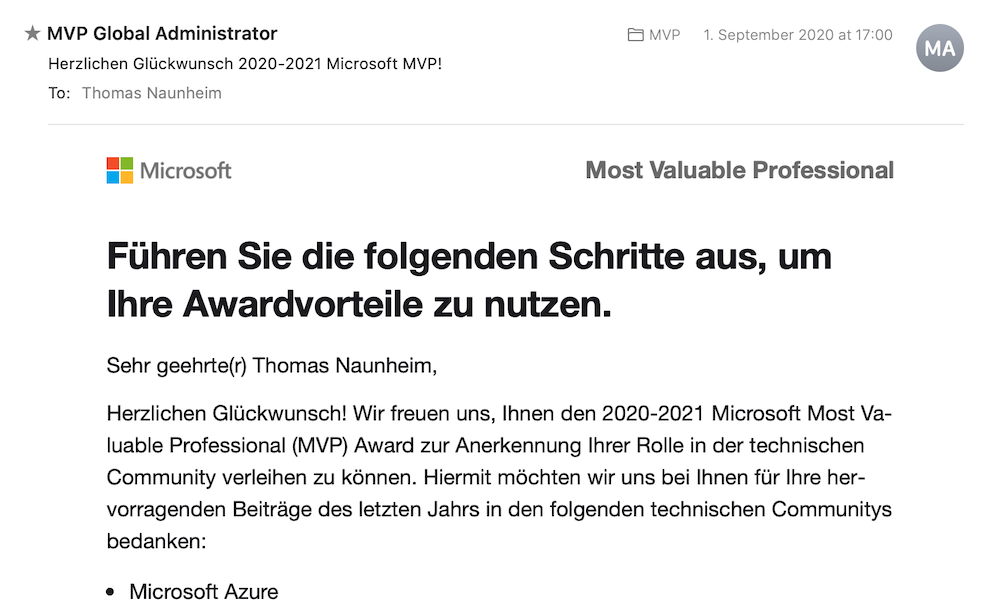 ★ MVP Global Administrator
MVP 1. September 2020 at 17:00
MA
Herzlichen Glückwunsch 2020-2021 Microsoft MVP!
To: Thomas Naunheim
Microsoft
Most Valuable Professional
Führen Sie die folgenden Schritte aus, um
Ihre Awardvorteile zu nutzen.
Sehr geehrte(r) Thomas Naunheim,
Herzlichen Glückwunsch! Wir freuen uns, Ihnen den 2020-2021 Microsoft Most Va-
luable Professional (MVP) Award zur Anerkennung Ihrer Rolle in der technischen
Community verleihen zu können. Hiermit möchten wir uns bei Ihnen für Ihre her-
vorragenden Beiträge des letzten Jahrs in den folgenden technischen Communitys
bedanken:
• Microsoft Azure